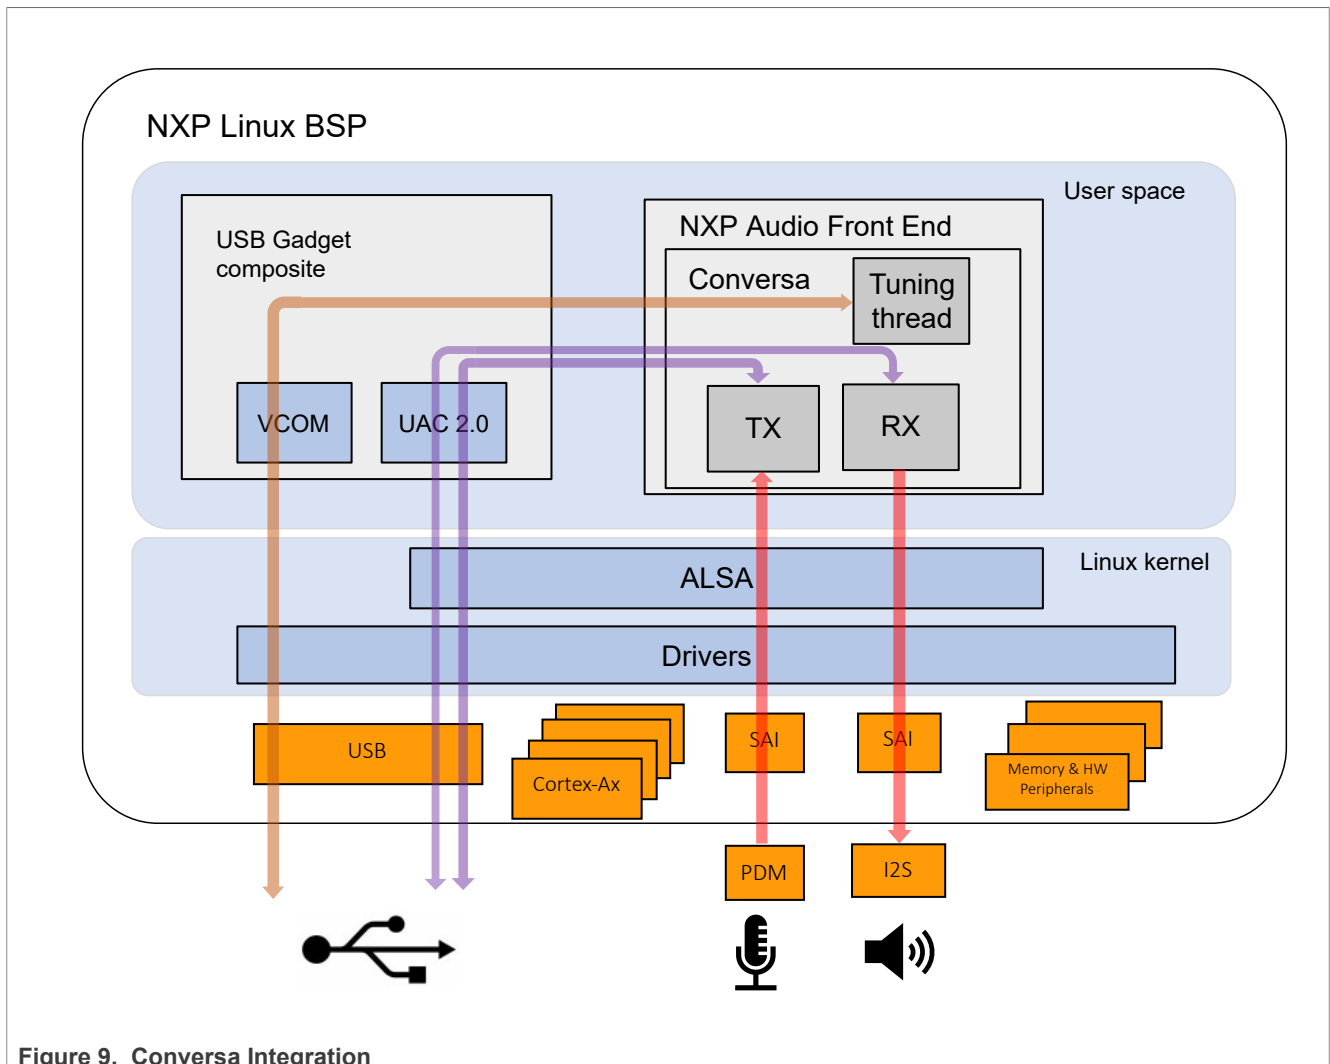 NXP Linux BSP
User space
USB Gadget
composite
NXP Audio Front End
Conversa
Tuning
thread
VCOM
UAC 2.0
TX
RX
Linux kernel
ALSA
Drivers
USB
Cortex-Ax
SAI
SAI
Memory & HW
Peripherals
PDM
I2S
Figure 9. Conversa Integration